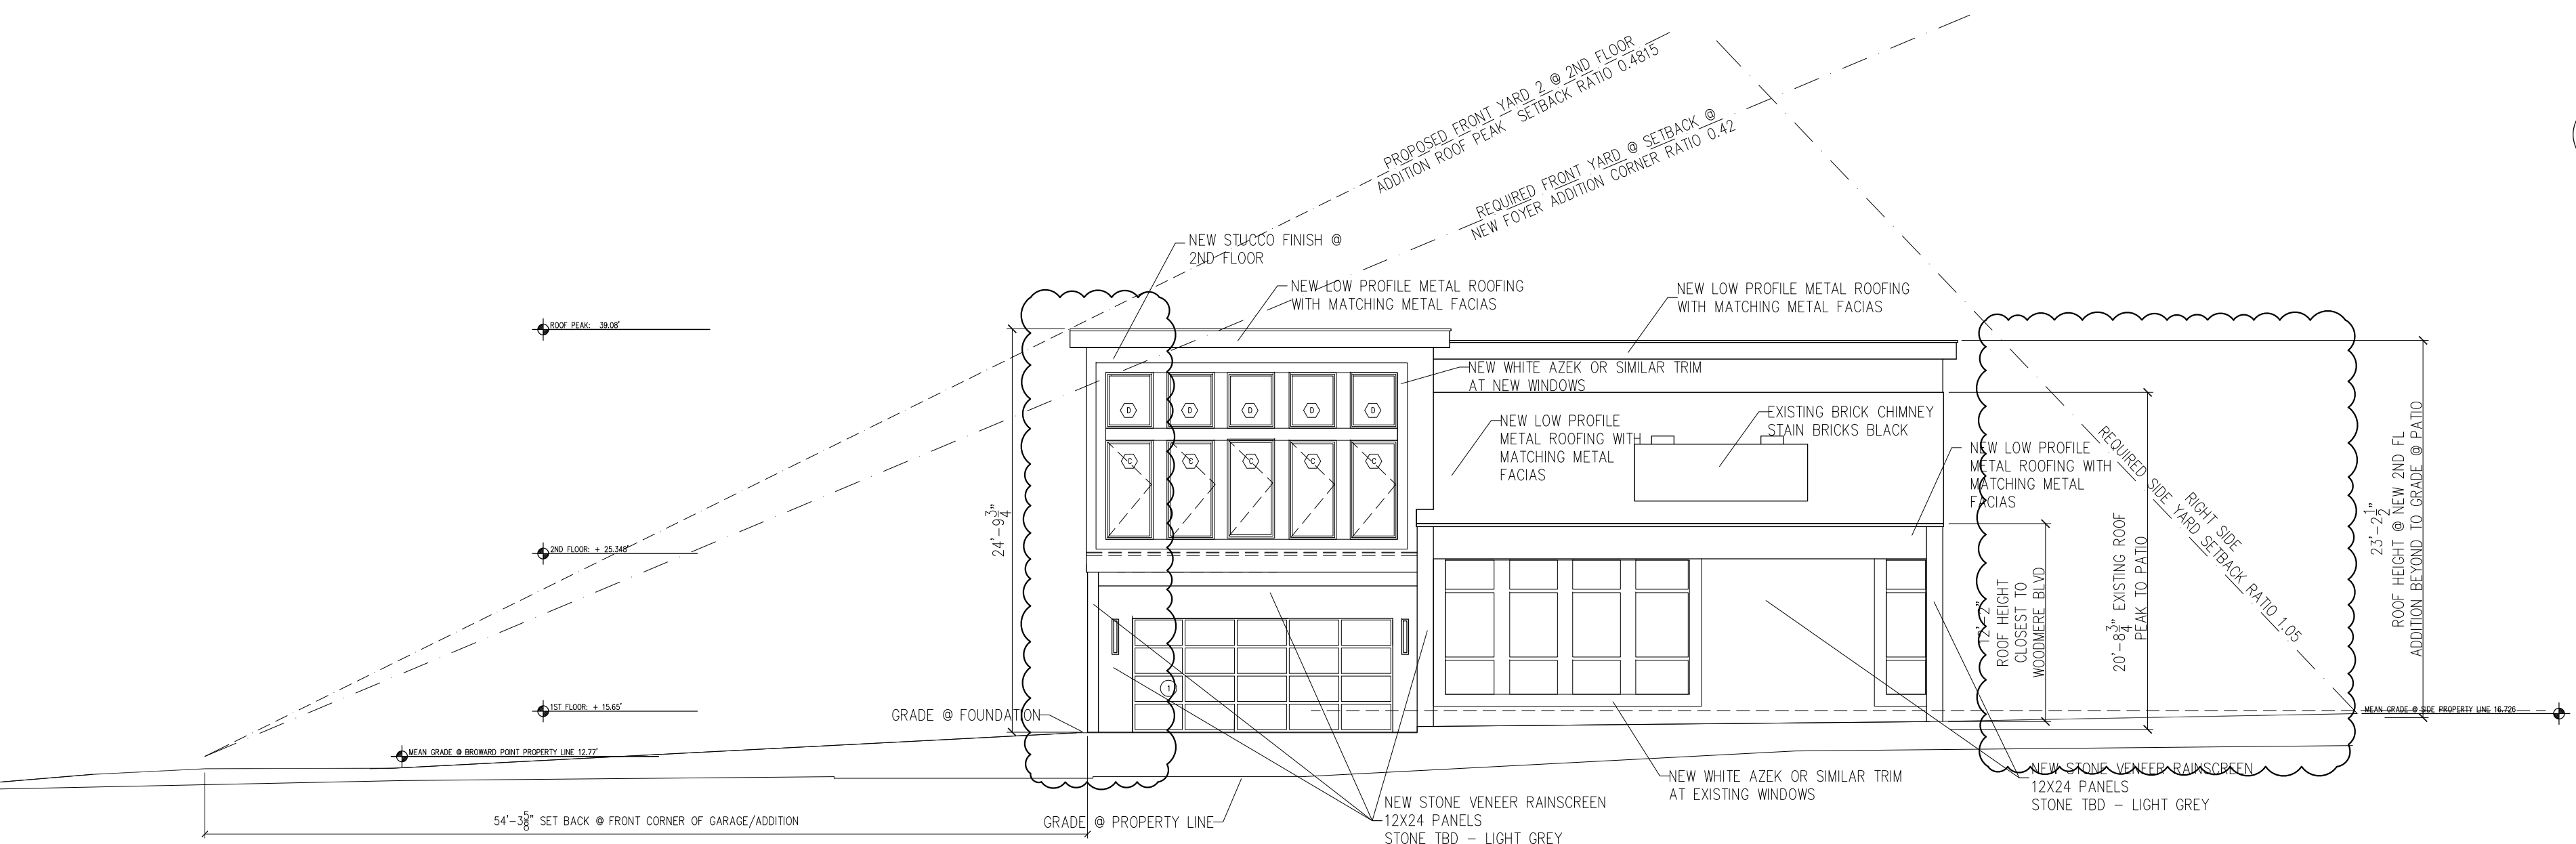 PROPOSED FRONT YARD 2 @ 2ND FLOOR
ADDITION ROOF PEAK SETBACK RATIO 0.4815
REQUIRED FRONT YARD @ SETBACK @
NEW FOYER ADDITION CORNER RATIO 0.42
NEW STUCCO FINISH @
2ND FLOOR
NEW LOW PROFILE METAL ROOFING
WITH MATCHING METAL FACIAS
NEW LOW PROFILE METAL ROOFING
WITH MATCHING METAL FACIAS
ROOF PEAK: 39.08'
NEW WHITE AZEK OR SIMILAR TRIM
AT NEW WINDOWS
D
D
D
D
D
EXISTING BRICK CHIMNEY
STAIN BRICKS BLACK
NEW LOW PROFILE
METAL ROOFING WITH
MATCHING METAL
FACIAS
NEW LOW PROFILE
METAL ROOFING WITH
MATCHING METAL
FACIAS
C
C
C
C
C
24'-9 3/4"
RIGHT SIDE
REQUIRED SIDE YARD SETBACK RATIO 1.05
23'-2 1/2"
ROOF HEIGHT @ NEW 2ND FL
ADDITION BEYOND TO GRADE @ PATIO
2ND FLOOR: + 25.348'
12'-2"
ROOF HEIGHT
CLOSEST TO
WOODMERE BLVD
20'-8 3/4" EXISTING ROOF
PEAK TO PATIO
1
1ST FLOOR: + 15.65'
GRADE @ FOUNDATION
MEAN GRADE @ SIDE PROPERTY LINE 16.726
MEAN GRADE @ BROWARD POINT PROPERTY LINE 12.77'
NEW WHITE AZEK OR SIMILAR TRIM
AT EXISTING WINDOWS
NEW STONE VENEER RAINSCREEN
12X24 PANELS
STONE TBD - LIGHT GREY
54'-3 5/8" SET BACK @ FRONT CORNER OF GARAGE/ADDITION
GRADE @ PROPERTY LINE
NEW STONE VENEER RAINSCREEN
12X24 PANELS
STONE TBD - LIGHT GREY